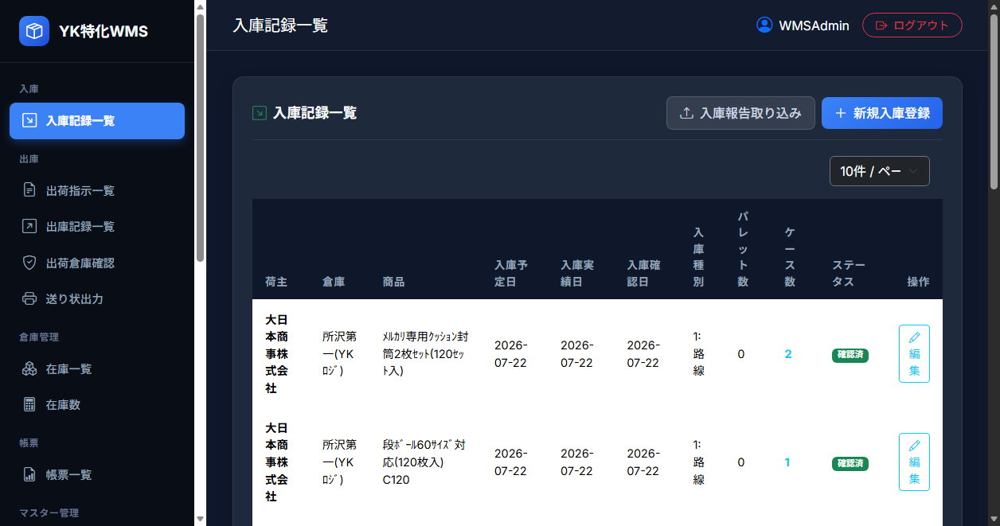 YK特化WMS
入庫
入庫記録一覧
出庫
出荷指示一覧
出庫記録一覧
出荷倉庫確認
送り状出力
倉庫管理
在庫一覧
在庫数
帳票
帳票一覧
マスター管理
入庫記録一覧
WMSAdmin
ログアウト
入庫記録一覧
入庫報告取り込み
新規入庫登録
10件 / ペー
荷主
倉庫
商品
入庫予
定日
入庫実
績日
入庫確
認日
入
庫
種
別
パ
レ
ッ
ト
数
ケ
ー
ス
数
ステー
タス
操作
大日
本商
事株
式会
社
所沢第
一(YK
ﾛｼﾞ)
ﾒﾙｶﾘ専用ｸｯｼｮﾝ封
筒2枚ｾｯﾄ(120ｾｯ
ﾄ入)
2026-
07-22
2026-
07-22
2026-
07-22
1:
路
線
0
2
確認済
編
集
大日
本商
事株
式会
社
所沢第
一(YK
ﾛｼﾞ)
段ﾎﾞｰﾙ60ｻｲｽﾞ対
応(120枚入)
C120
2026-
07-22
2026-
07-22
2026-
07-22
1:
路
線
0
1
確認済
編
集